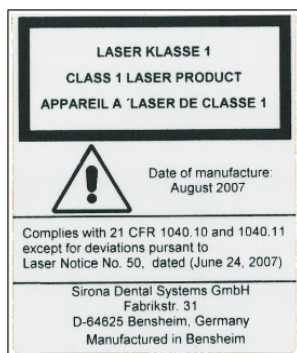 LASER KLASSE 1
CLASS 1 LASER PRODUCT
APPAREIL A ´LASER DE CLASSE 1
Date of manufacture:
August 2007
Complies with 21 CFR 1040.10 and 1040.11
except for deviations pursuant to
Laser Notice No. 50,  dated (June 24, 2007)
Sirona Dental Systems GmbH
Fabrikstr. 31
D-64625 Bensheim, Germany
Manufactured in Bensheim